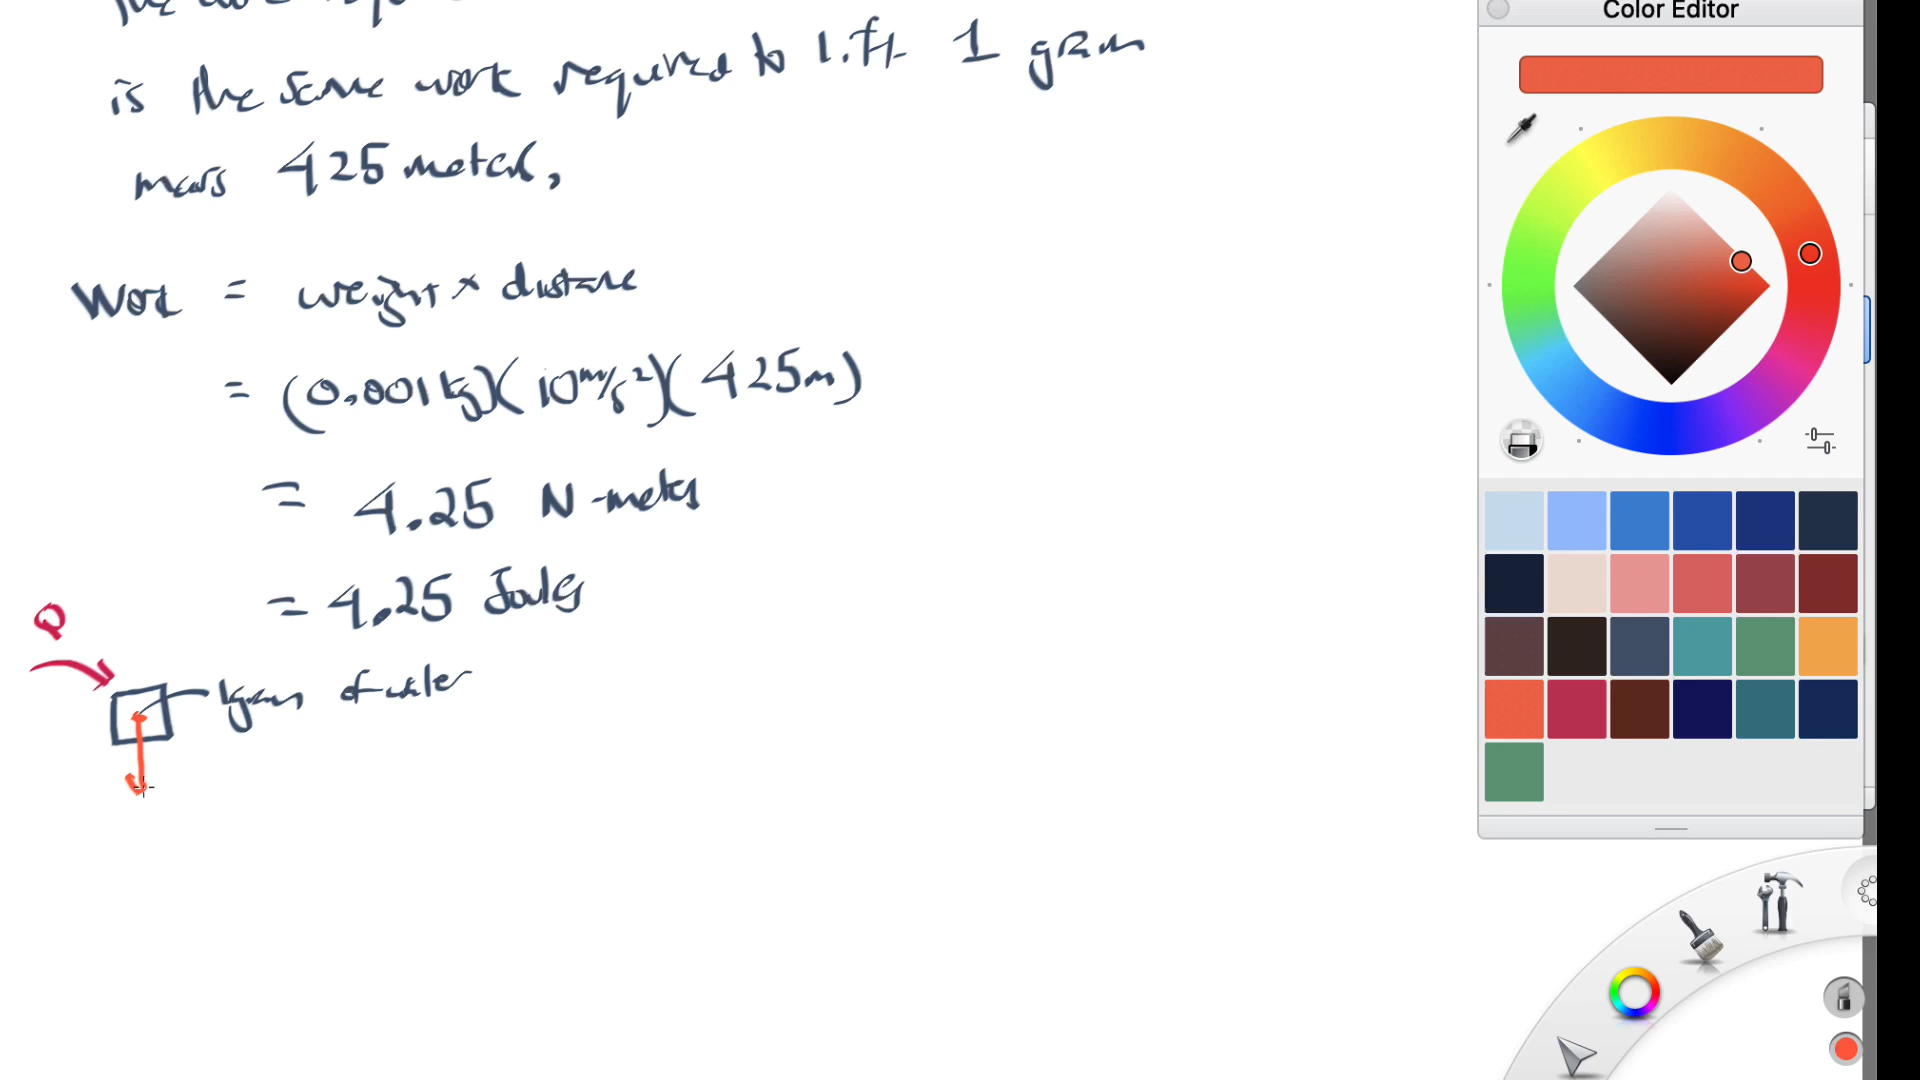 Color Editor
is the same work required to lift 1 gram
mass 425 meters,
Work = weight x distance
= (0.001 kg)(10 m/s²)(425m)
= 4.25 N-meters
= 4.25 Joules
Q
1 gram of water